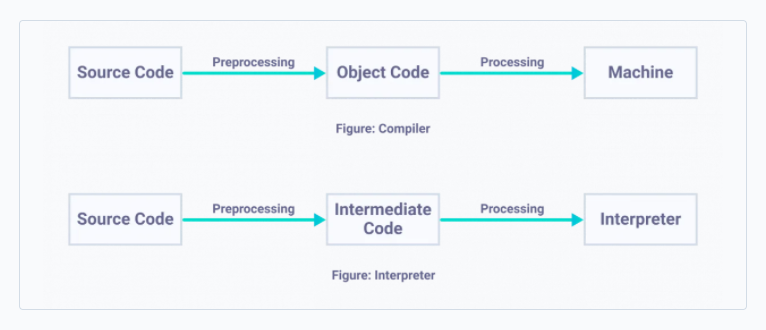 Source Code
Preprocessing
Object Code
Processing
Machine
Figure: Compiler
Source Code
Preprocessing
Intermediate
Code
Processing
Interpreter
Figure: Interpreter